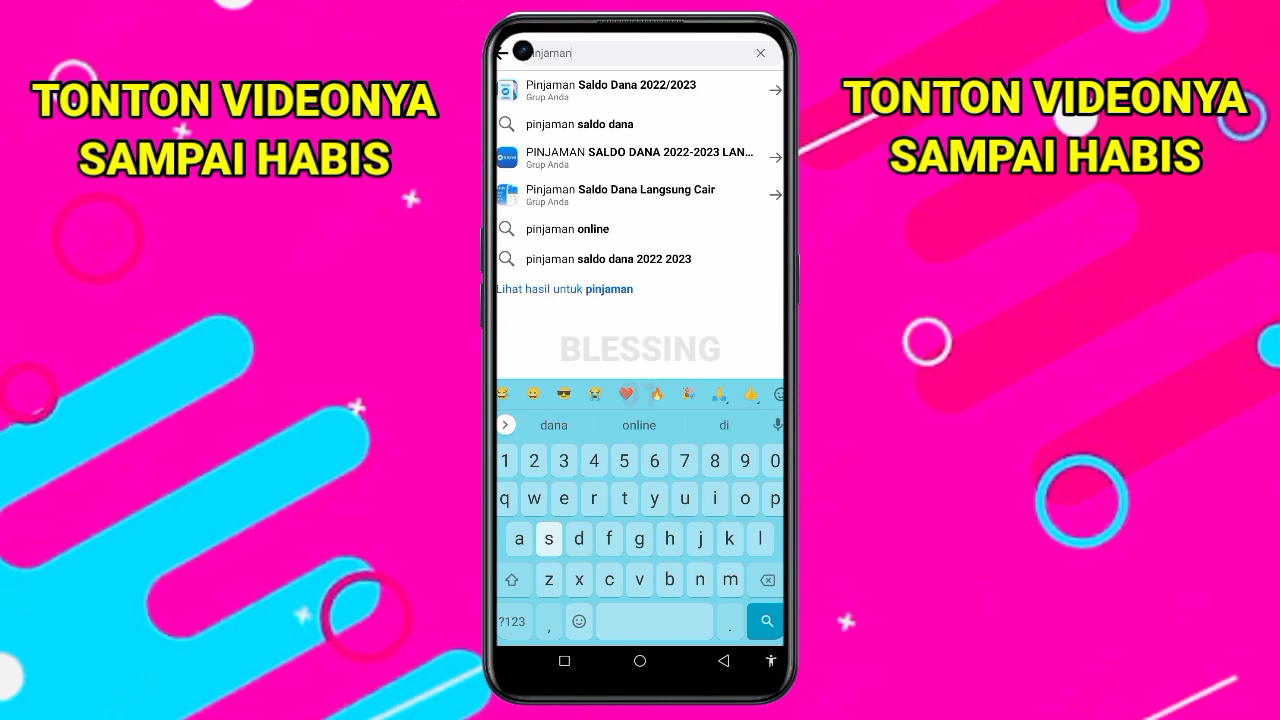 TONTON VIDEONYA
SAMPAI HABIS
TONTON VIDEONYA
SAMPAI HABIS
injaman
Pinjaman Saldo Dana 2022/2023
Grup Anda
pinjaman saldo dana
PINJAMAN SALDO DANA 2022-2023 LAN...
Grup Anda
Pinjaman Saldo Dana Langsung Cair
Grup Anda
pinjaman online
pinjaman saldo dana 2022 2023
Lihat hasil untuk pinjaman
BLESSING
dana online di
1 2 3 4 5 6 7 8 9 0
q w e r t y u i o p
a s d f g h j k l
z x c v b n m
?123 , .